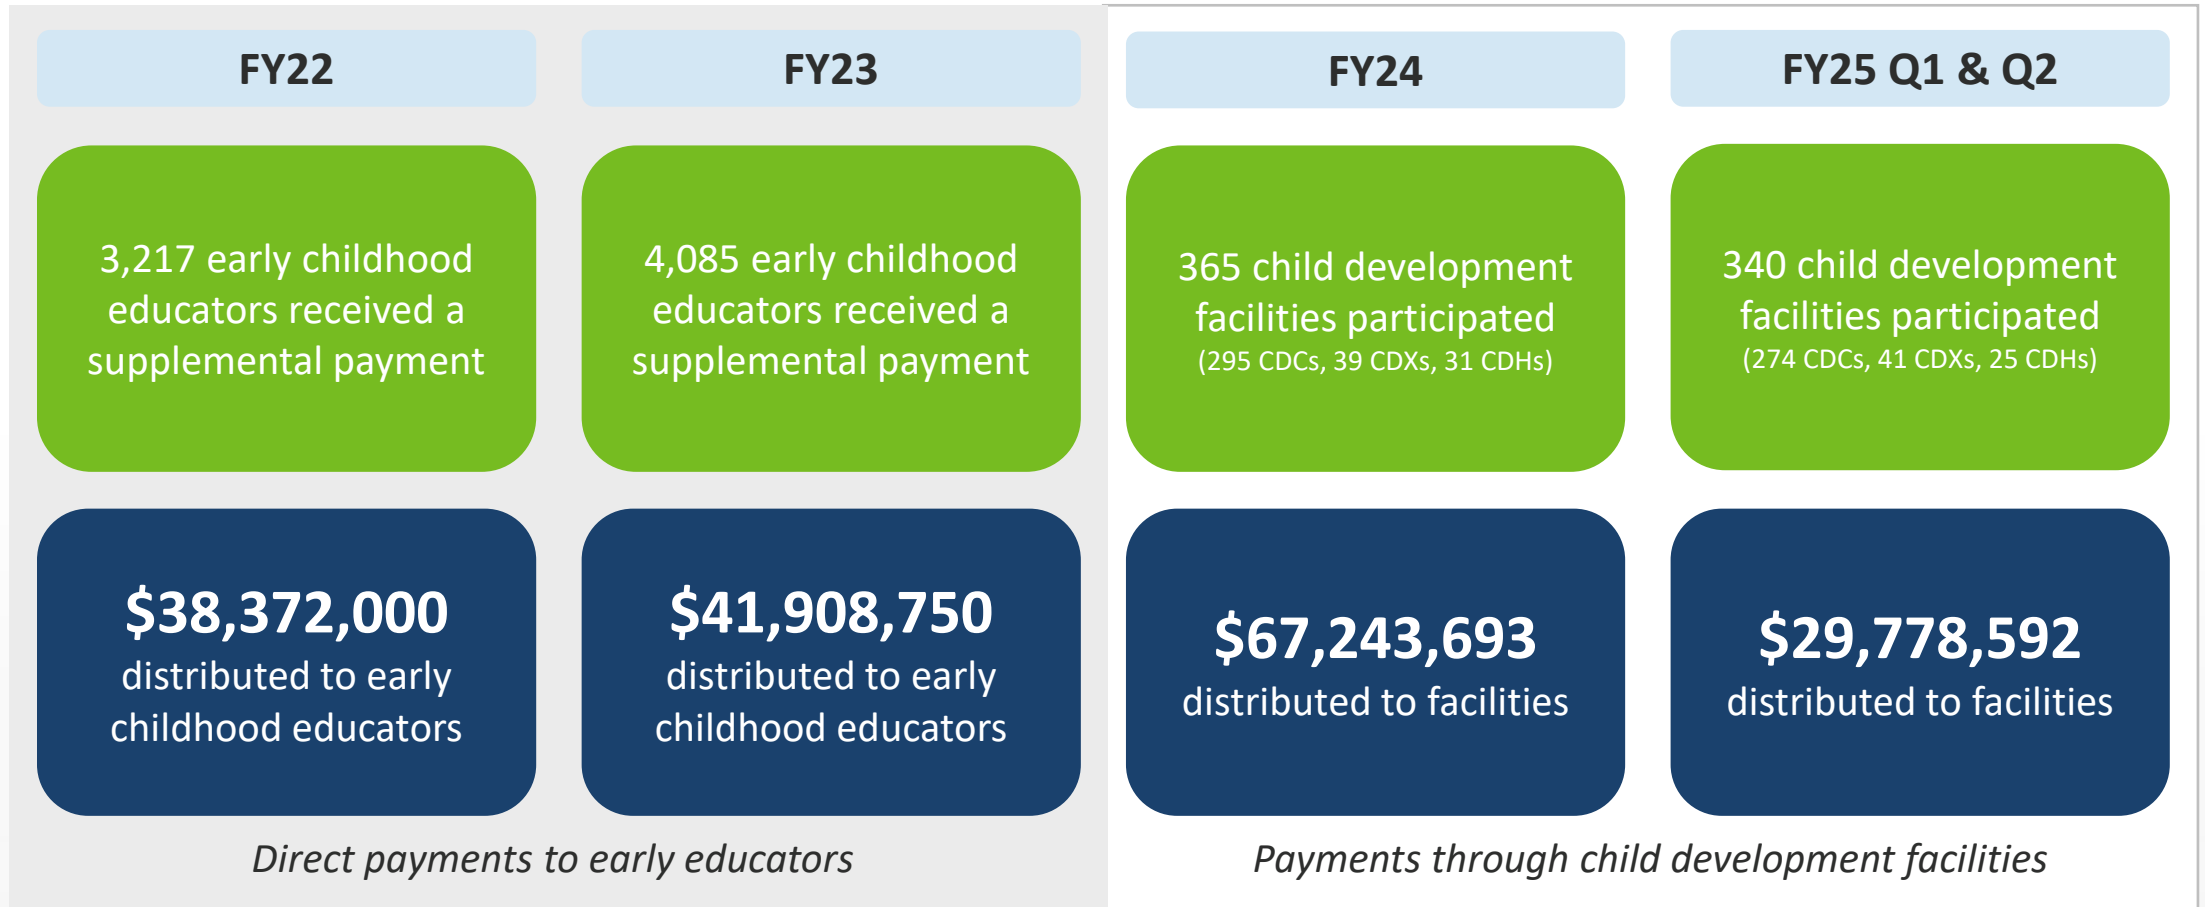 FY22
3,217 early childhood
educators received a
supplemental payment
$38,372,000
distributed to early
childhood educators
FY23
4,085 early childhood
educators received a
supplemental payment
$41,908,750
distributed to early
childhood educators
Direct payments to early educators
FY24
365 child development
facilities participated
(295 CDCs, 39 CDXs, 31 CDHs)
$67,243,693
distributed to facilities
FY25 Q1 & Q2
340 child development
facilities participated
(274 CDCs, 41 CDXs, 25 CDHs)
$29,778,592
distributed to facilities
Payments through child development facilities